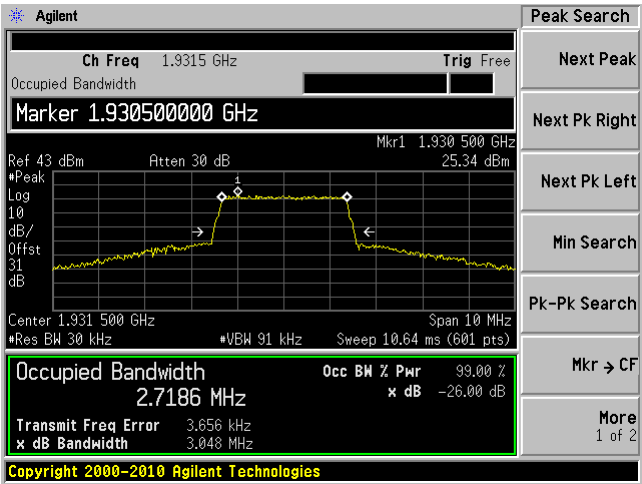 Agilent
Peak Search
Ch Freq 1.9315 GHz Trig Free
Occupied Bandwidth
Marker 1.930500000 GHz
Mkr1 1.930 500 GHz
Ref 43 dBm Atten 30 dB 25.34 dBm
#Peak
Log
10
dB/
Offst
31
dB
1
Center 1.931 500 GHz Span 10 MHz
#Res BW 30 kHz #VBW 91 kHz Sweep 10.64 ms (601 pts)
Occupied Bandwidth Occ BW % Pwr 99.00 %
2.7186 MHz x dB -26.00 dB
Transmit Freq Error 3.656 kHz
x dB Bandwidth 3.048 MHz
Copyright 2000-2010 Agilent Technologies
Next Peak
Next Pk Right
Next Pk Left
Min Search
Pk-Pk Search
Mkr → CF
More
1 of 2